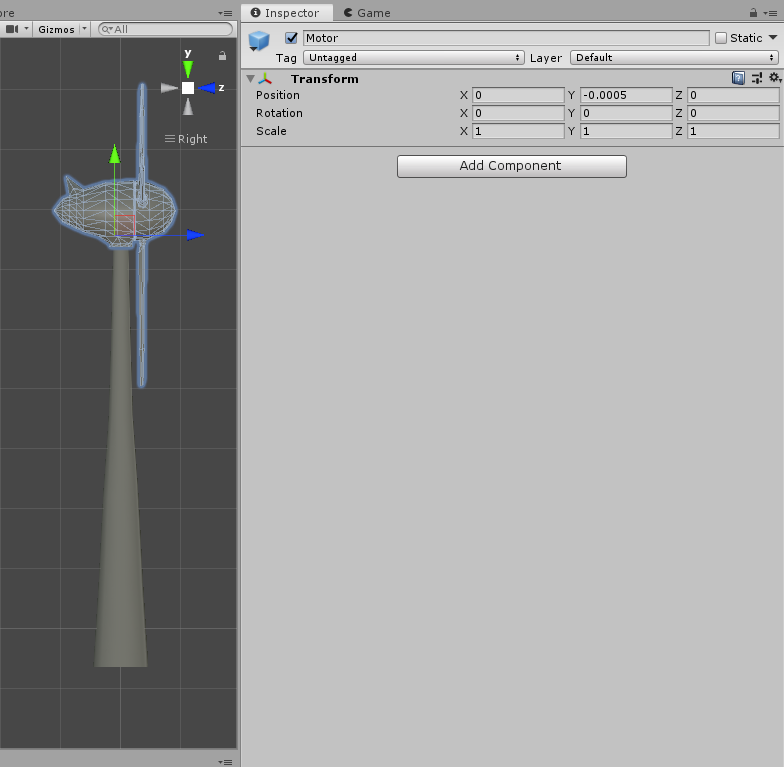 ore
Inspector
Game
Gizmos
All
Motor
Static
Tag
Untagged
Layer
Default
Transform
Position
X
0
Y
-0.0005
Z
0
Rotation
X
0
Y
0
Z
0
Scale
X
1
Y
1
Z
1
Add Component
y
z
Right